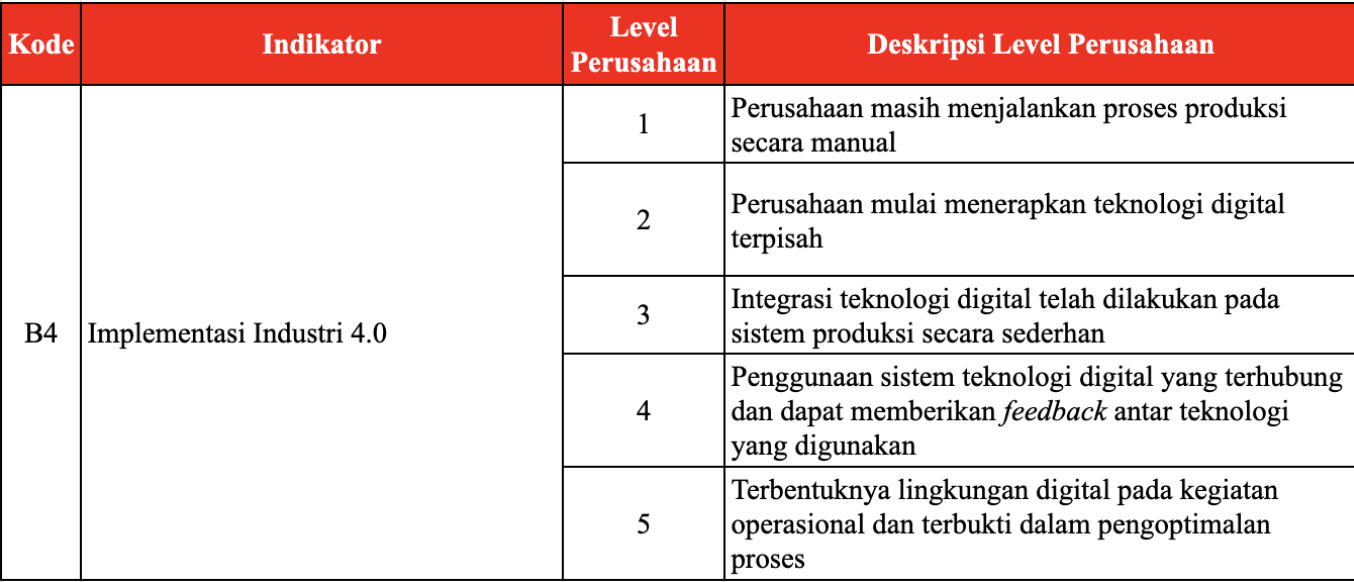 Kode
Indikator
Level
Perusahaan
Deskripsi Level Perusahaan
B4
Implementasi Industri 4.0
1
Perusahaan masih menjalankan proses produksi
secara manual
2
Perusahaan mulai menerapkan teknologi digital
terpisah
3
Integrasi teknologi digital telah dilakukan pada
sistem produksi secara sederhan
4
Penggunaan sistem teknologi digital yang terhubung
dan dapat memberikan feedback antar teknologi
yang digunakan
5
Terbentuknya lingkungan digital pada kegiatan
operasional dan terbukti dalam pengoptimalan
proses